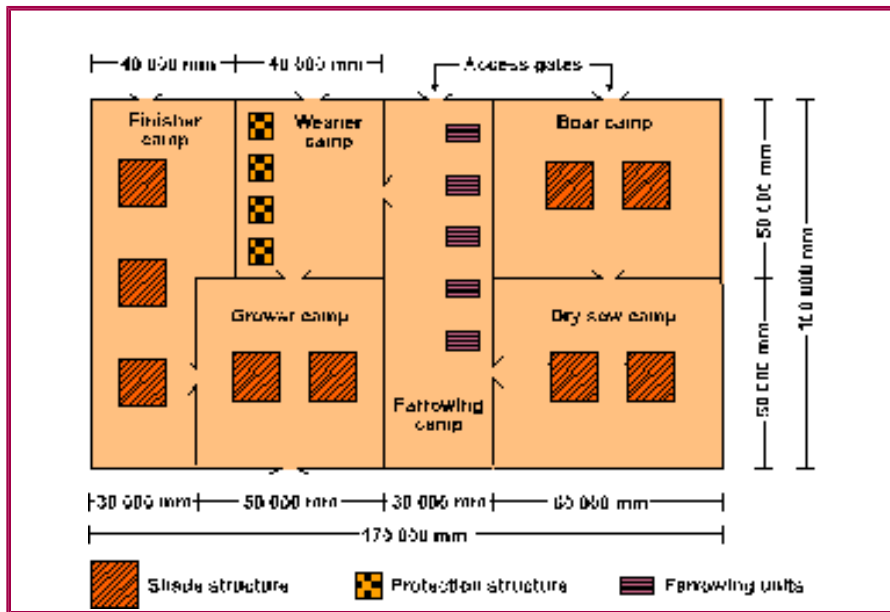 40 000 mm
40 000 mm
Access gates
Finisher
camp
Weaner
camp
Boar camp
50 000 mm
100 000 mm
Grower camp
Dry sow camp
50 000 mm
Farrowing
camp
30 000 mm
50 000 mm
30 000 mm
65 000 mm
175 000 mm
Shade structure
Protection structure
Farrowing units